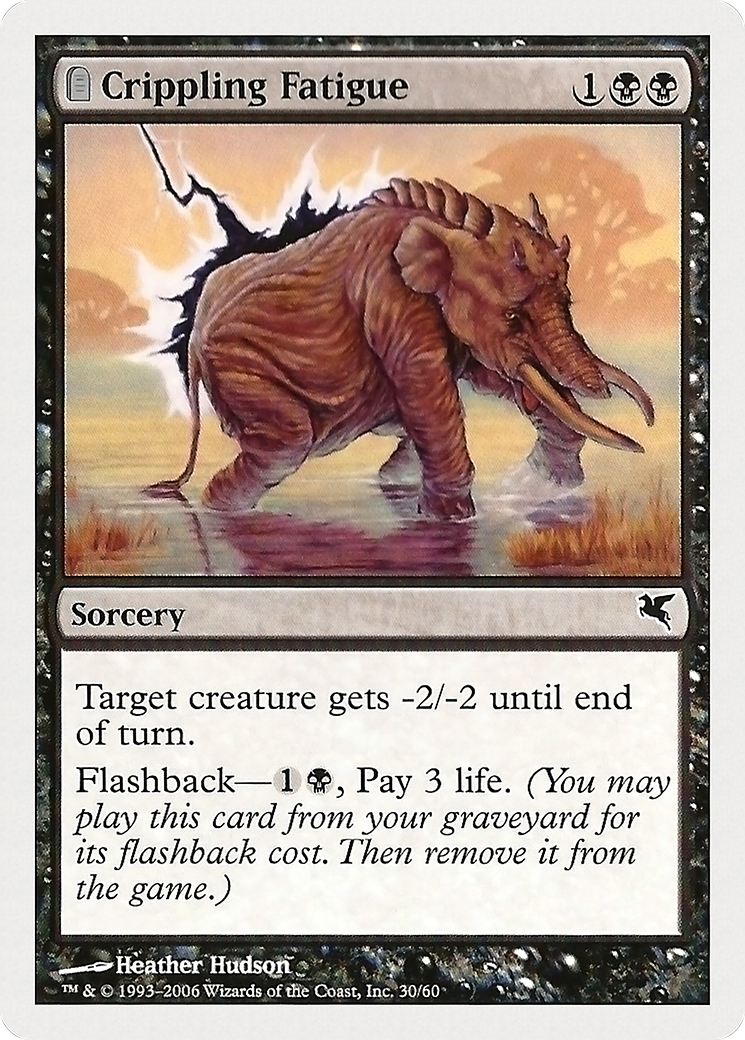 Crippling Fatigue 1
Sorcery
Target creature gets -2/-2 until end
of turn.
Flashback—1, Pay 3 life. (You may
play this card from your graveyard for
its flashback cost. Then remove it from
the game.)
Heather Hudson
™ & © 1993–2006 Wizards of the Coast, Inc. 30/60